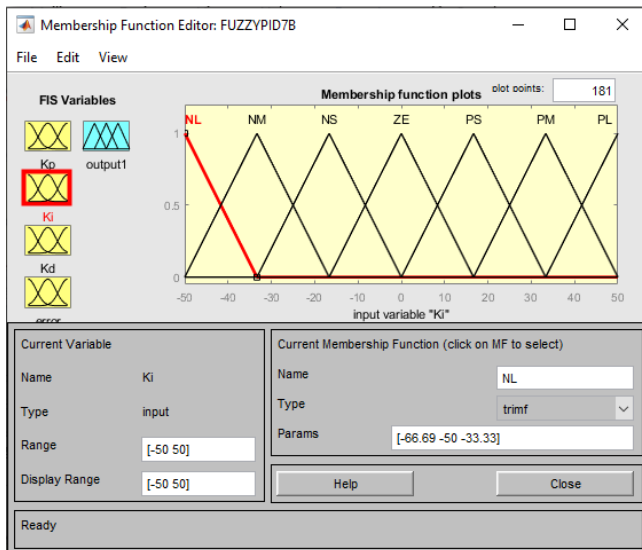 Membership Function Editor: FUZZYPID7B
File Edit View
FIS Variables
Membership function plots
plot points:
181
Kp
output1
Ki
Kd
error
NL NM NS ZE PS PM PL
1
0.5
0
-50 -40 -30 -20 -10 0 10 20 30 40 50
input variable "Ki"
Current Variable
Name Ki
Type input
Range [-50 50]
Display Range [-50 50]
Current Membership Function (click on MF to select)
Name NL
Type trimf
Params [-66.69 -50 -33.33]
Help Close
Ready